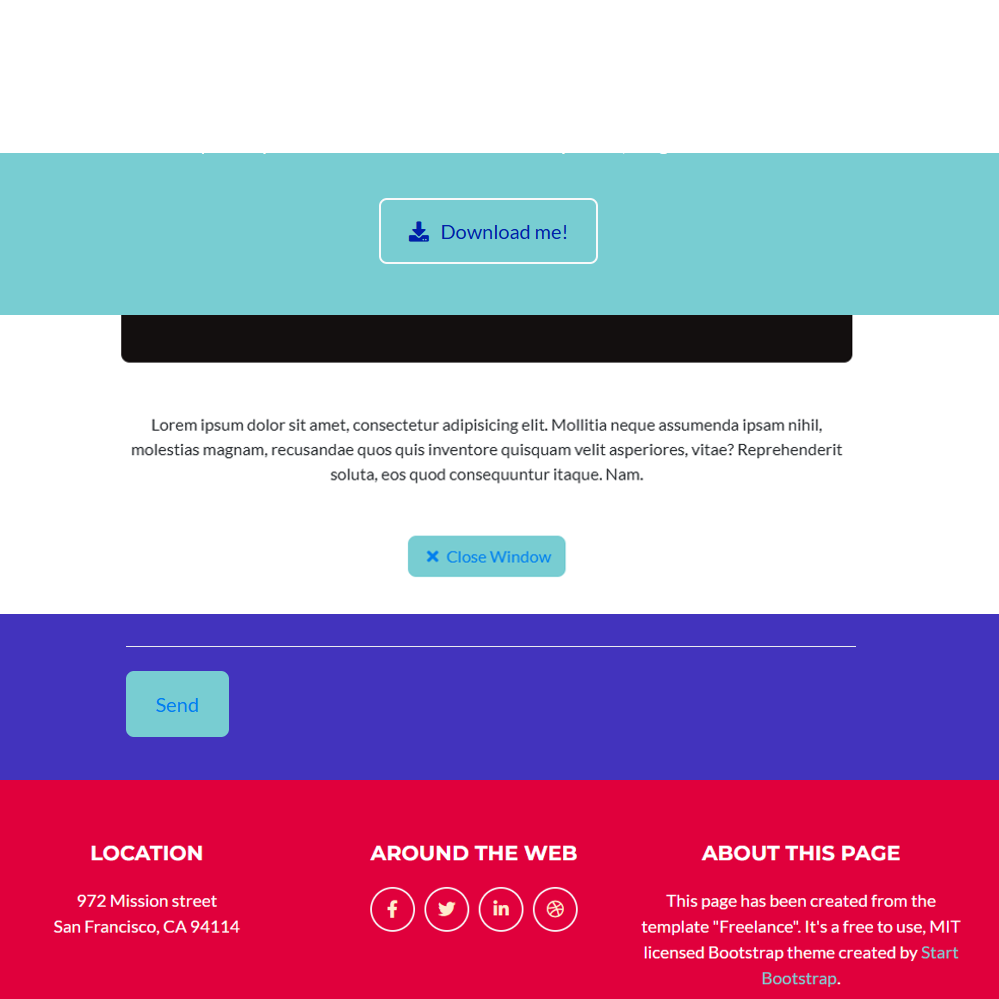 Download me!
Lorem ipsum dolor sit amet, consectetur adipisicing elit. Mollitia neque assumenda ipsam nihil,
molestias magnam, recusandae quos quis inventore quisquam velit asperiores, vitae? Reprehenderit
soluta, eos quod consequuntur itaque. Nam.
Close Window
Send
LOCATION
972 Mission street
San Francisco, CA 94114
AROUND THE WEB
ABOUT THIS PAGE
This page has been created from the
template "Freelance". It's a free to use, MIT
licensed Bootstrap theme created by Start
Bootstrap.